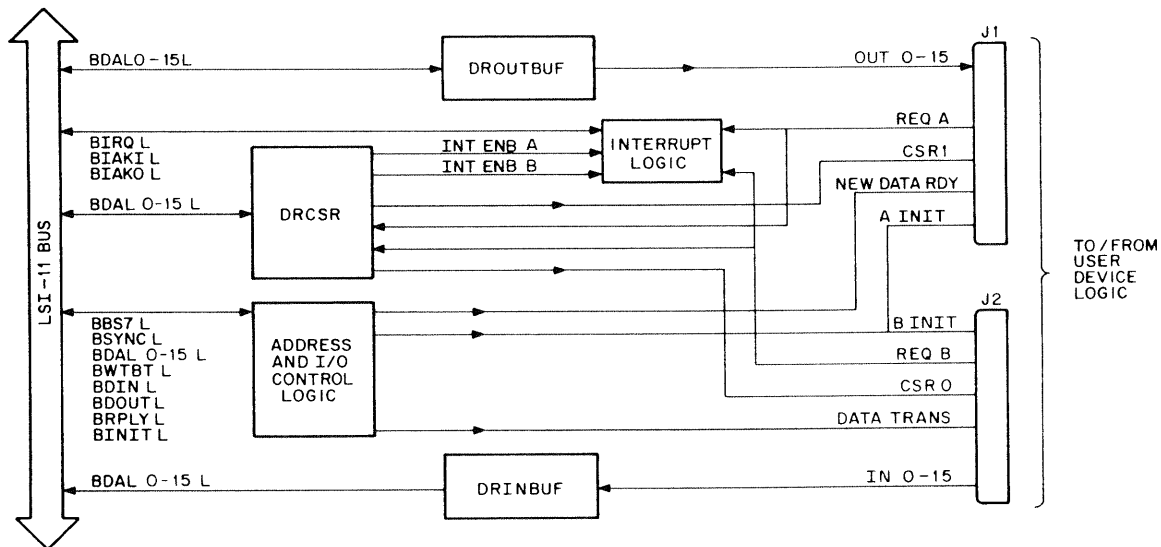 J1
BDAL0-15L
DROUTBUF
OUT 0-15
BIRQ L
BIAKI L
BIAKO L
INT ENB A
INT ENB B
INTERRUPT
LOGIC
REQ A
CSR1
NEW DATA RDY
A INIT
BDAL 0-15 L
DRCSR
LSI-11 BUS
TO/FROM
USER
DEVICE
LOGIC
J2
BBS7 L
BSYNC L
BDAL 0-15 L
BWTBT L
BDIN L
BDOUT L
BRPLY L
BINIT L
ADDRESS
AND I/O
CONTROL
LOGIC
B INIT
REQ B
CSR 0
DATA TRANS
BDAL 0-15 L
DRINBUF
IN 0-15